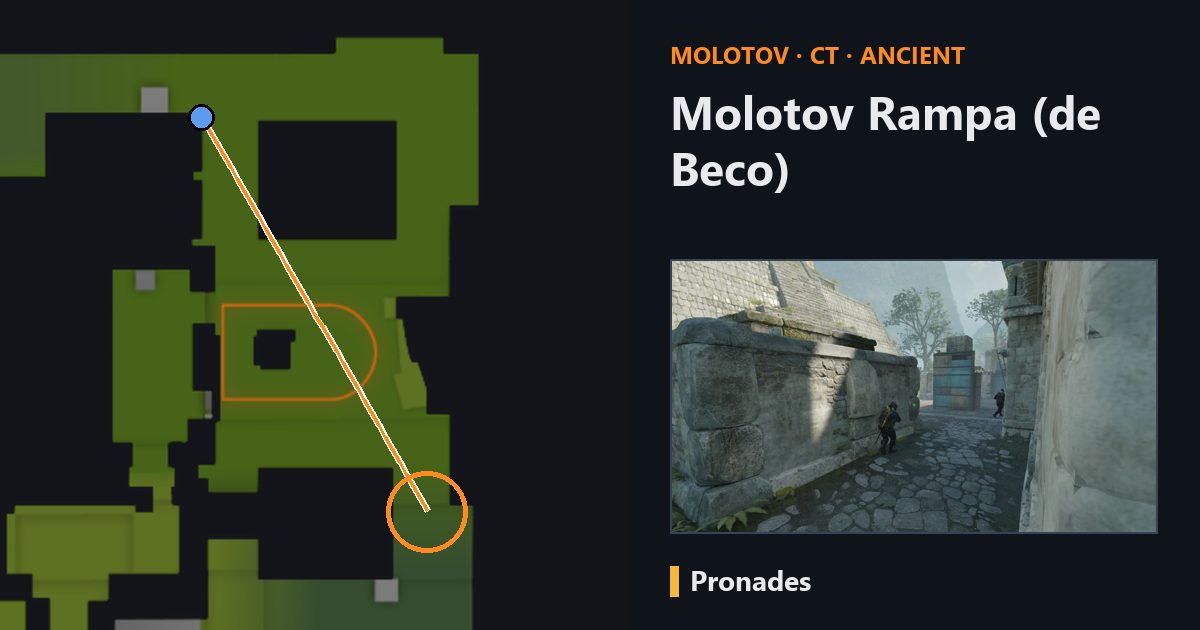 MOLOTOV · CT · ANCIENT
Molotov Rampa (de
Beco)
Pronades